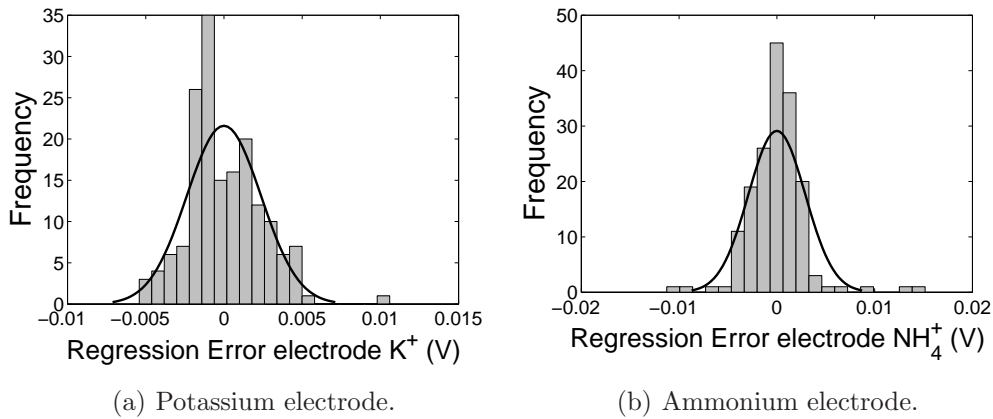 Frequency
35
30
25
20
15
10
5
0
−0.01 −0.005 0 0.005 0.01 0.015
Regression Error electrode K⁺ (V)
(a) Potassium electrode.
Frequency
50
40
30
20
10
0
−0.02 −0.01 0 0.01 0.02
Regression Error electrode NH₄⁺ (V)
(b) Ammonium electrode.